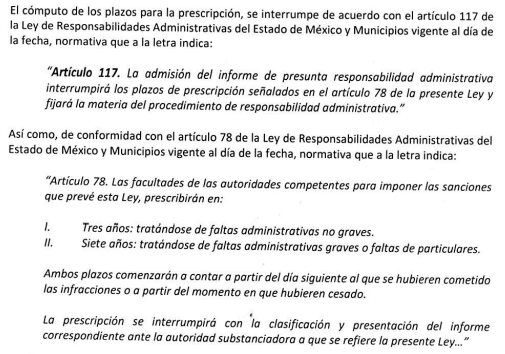 El cómputo de los plazos para la prescripción, se interrumpe de acuerdo con el artículo 117 de
la Ley de Responsabilidades Administrativas del Estado de México y Municipios vigente al día de
la fecha, normativa que a la letra indica:
“Artículo 117. La admisión del informe de presunta responsabilidad administrativa
interrumpirá los plazos de prescripción señalados en el artículo 78 de la presente Ley y
fijará la materia del procedimiento de responsabilidad administrativa.”
Así como, de conformidad con el artículo 78 de la Ley de Responsabilidades Administrativas del
Estado de México y Municipios vigente al día de la fecha, normativa que a la letra indica:
“Artículo 78. Las facultades de las autoridades competentes para imponer las sanciones
que prevé esta Ley, prescribirán en:
I. Tres años: tratándose de faltas administrativas no graves.
II. Siete años: tratándose de faltas administrativas graves o faltas de particulares.
Ambos plazos comenzarán a contar a partir del día siguiente al que se hubieren cometido
las infracciones o a partir del momento en que hubieren cesado.
La prescripción se interrumpirá con la clasificación y presentación del informe
correspondiente ante la autoridad substanciadora a que se refiere la presente Ley...”